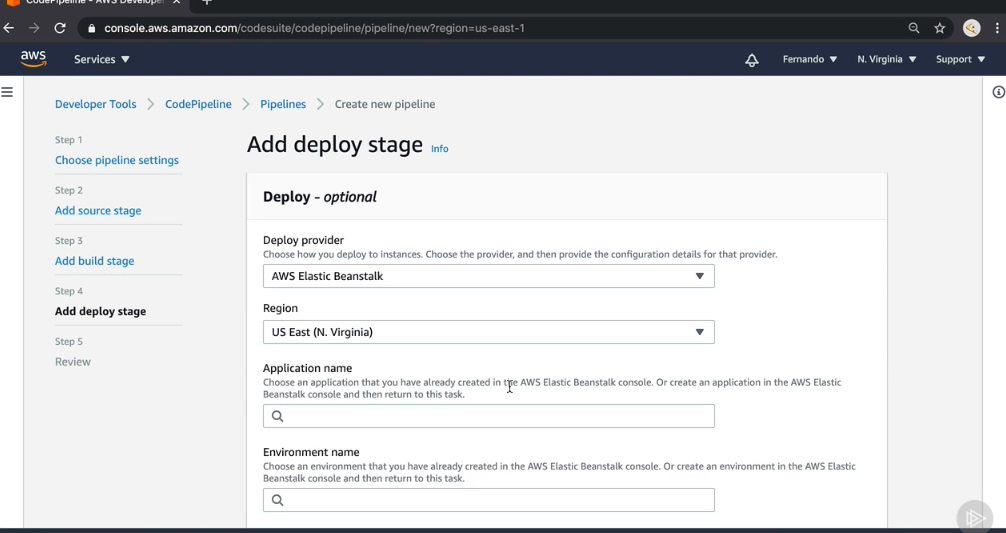 CodePipeline - AWS Developer
console.aws.amazon.com/codesuite/codepipeline/pipeline/new?region=us-east-1
aws
Services
Fernando
N. Virginia
Support
Developer Tools
CodePipeline
Pipelines
Create new pipeline
Step 1
Choose pipeline settings
Step 2
Add source stage
Step 3
Add build stage
Step 4
Add deploy stage
Step 5
Review
Add deploy stage Info
Deploy - optional
Deploy provider
Choose how you deploy to instances. Choose the provider, and then provide the configuration details for that provider.
AWS Elastic Beanstalk
Region
US East (N. Virginia)
Application name
Choose an application that you have already created in the AWS Elastic Beanstalk console. Or create an application in the AWS Elastic
Beanstalk console and then return to this task.
Environment name
Choose an environment that you have already created in the AWS Elastic Beanstalk console. Or create an environment in the AWS Elastic
Beanstalk console and then return to this task.